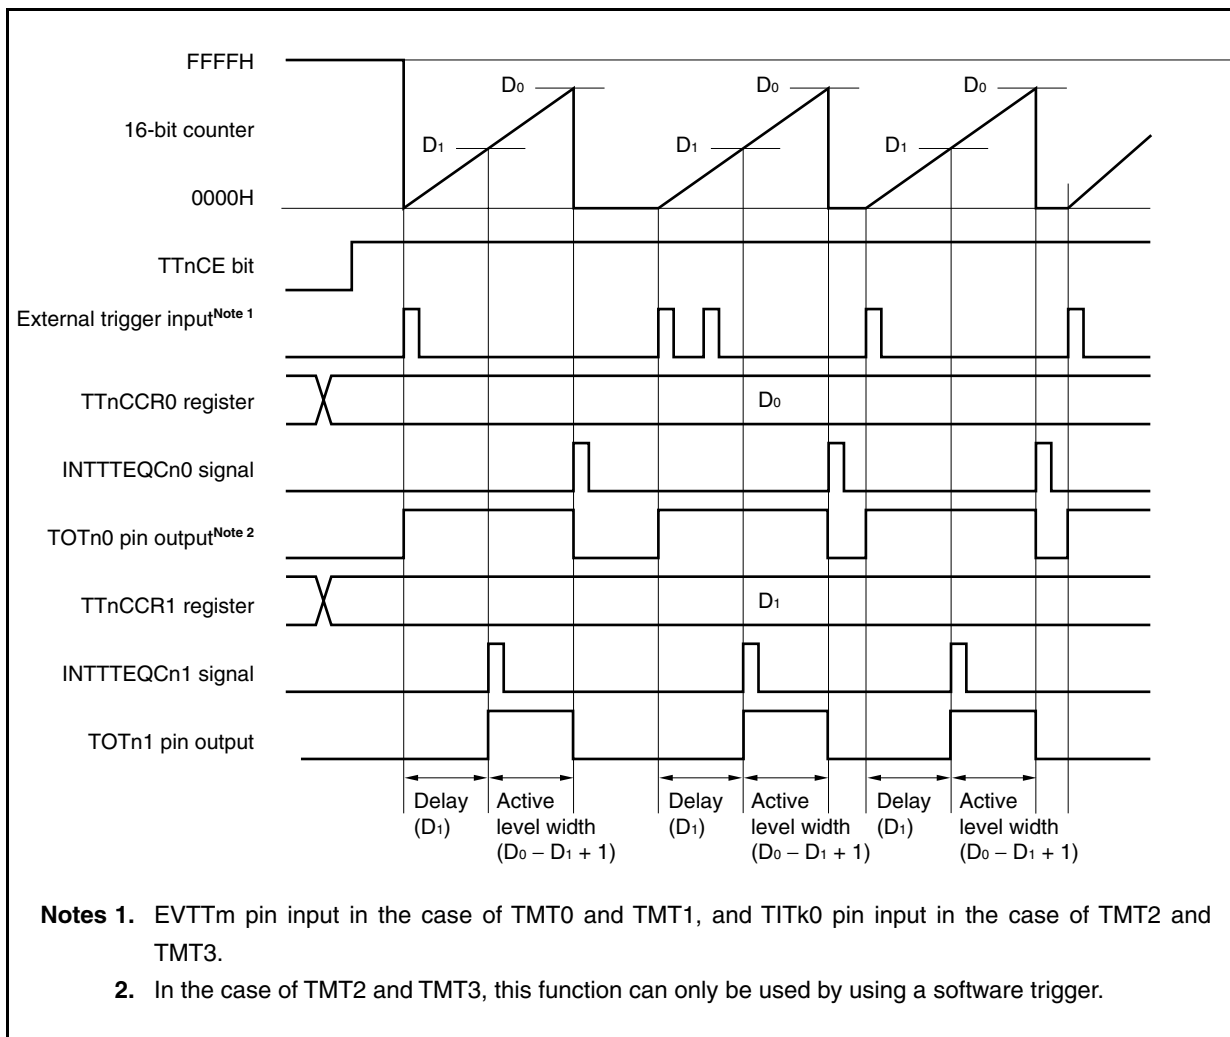 FFFFH
D0 D0 D0
16-bit counter
D1 D1 D1
0000H
TTnCE bit
External trigger inputNote 1
TTnCCR0 register D0
INTTTEQCn0 signal
TOTn0 pin outputNote 2
TTnCCR1 register D1
INTTTEQCn1 signal
TOTn1 pin output
Delay (D1)
Active level width (D0 – D1 + 1)
Delay (D1)
Active level width (D0 – D1 + 1)
Delay (D1)
Active level width (D0 – D1 + 1)
Notes 1. EVTTm pin input in the case of TMT0 and TMT1, and TITk0 pin input in the case of TMT2 and
TMT3.
2. In the case of TMT2 and TMT3, this function can only be used by using a software trigger.